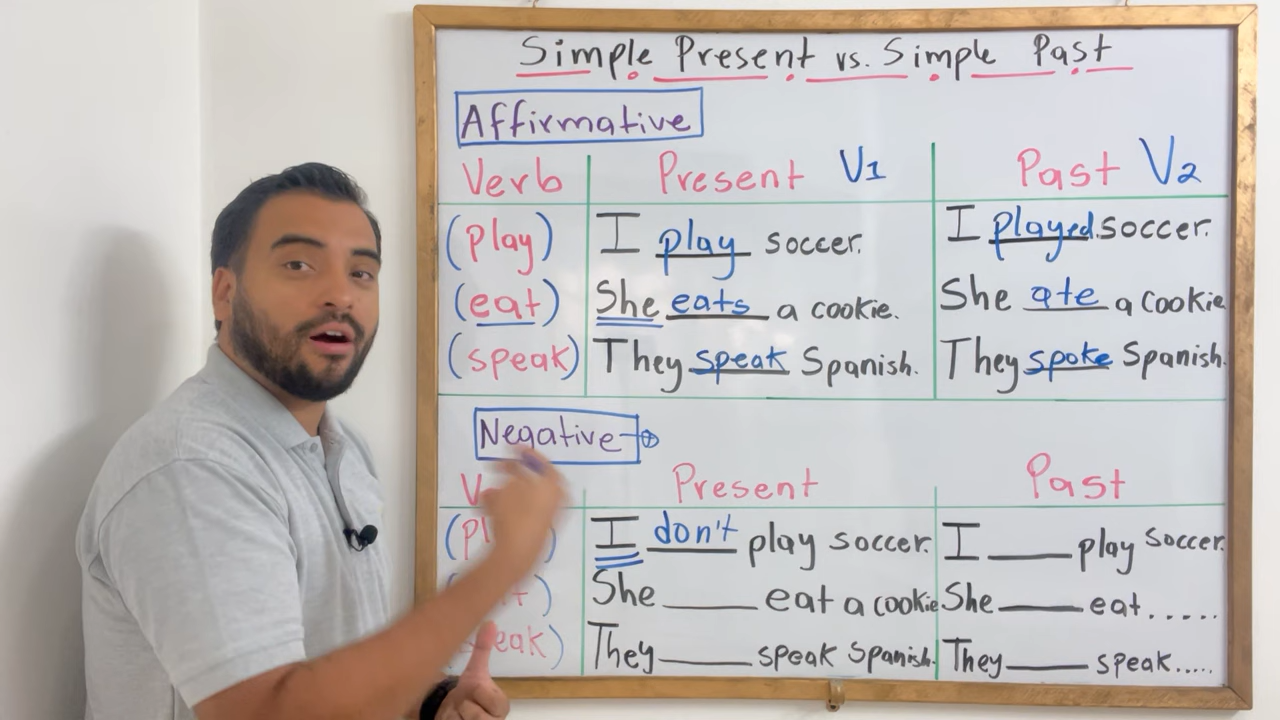 Simple Present vs. Simple Past
Affirmative
Verb Present V1 Past V2
(play) I play soccer. I played soccer.
(eat) She eats a cookie. She ate a cookie
(speak) They speak Spanish. They spoke Spanish.
Negative
Present Past
I don't play soccer. I ____ play soccer.
She ____ eat a cookie She ____ eat.....
They ____ speak Spanish. They ____ speak.....